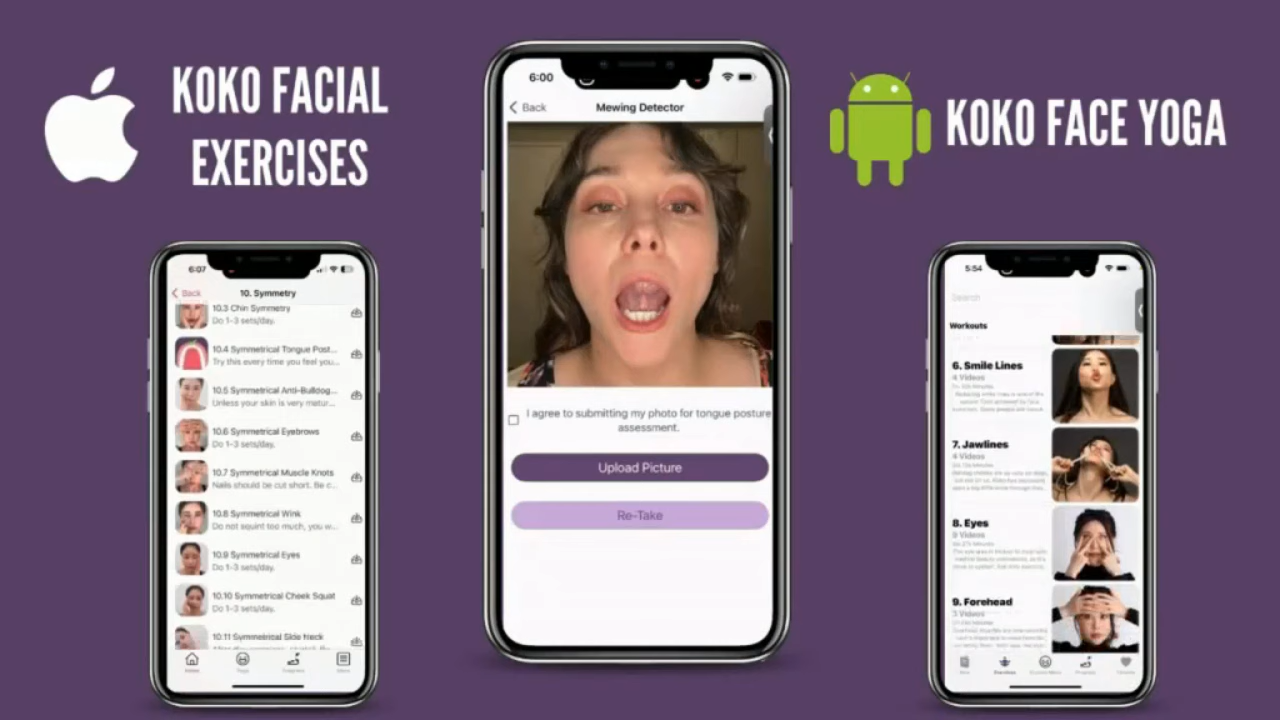 KOKO FACIAL
EXERCISES
KOKO FACE YOGA
6:00
Back
Mewing Detector
I agree to submitting my photo for tongue posture
assessment.
Upload Picture
Re-Take
6:07
Back
10. Symmetry
10.3 Chin Symmetry
Do 1-3 sets/day.
10.4 Symmetrical Tongue Post...
Try this every time you feel you...
10.5 Symmetrical Anti-Bulldog...
Unless your skin is very matur...
10.6 Symmetrical Eyebrows
Do 1-3 sets/day.
10.7 Symmetrical Muscle Knots
Nails should be cut short. Be c...
10.8 Symmetrical Wink
Do not squint too much, you w...
10.9 Symmetrical Eyes
Do 1-3 sets/day.
10.10 Symmetrical Cheek Squat
Do 1-3 sets/day.
10.11 Symmetrical Side Neck
5:54
Search
Workouts
6. Smile Lines
4 Videos
7. Jawlines
4 Videos
8. Eyes
9 Videos
9. Forehead
3 Videos